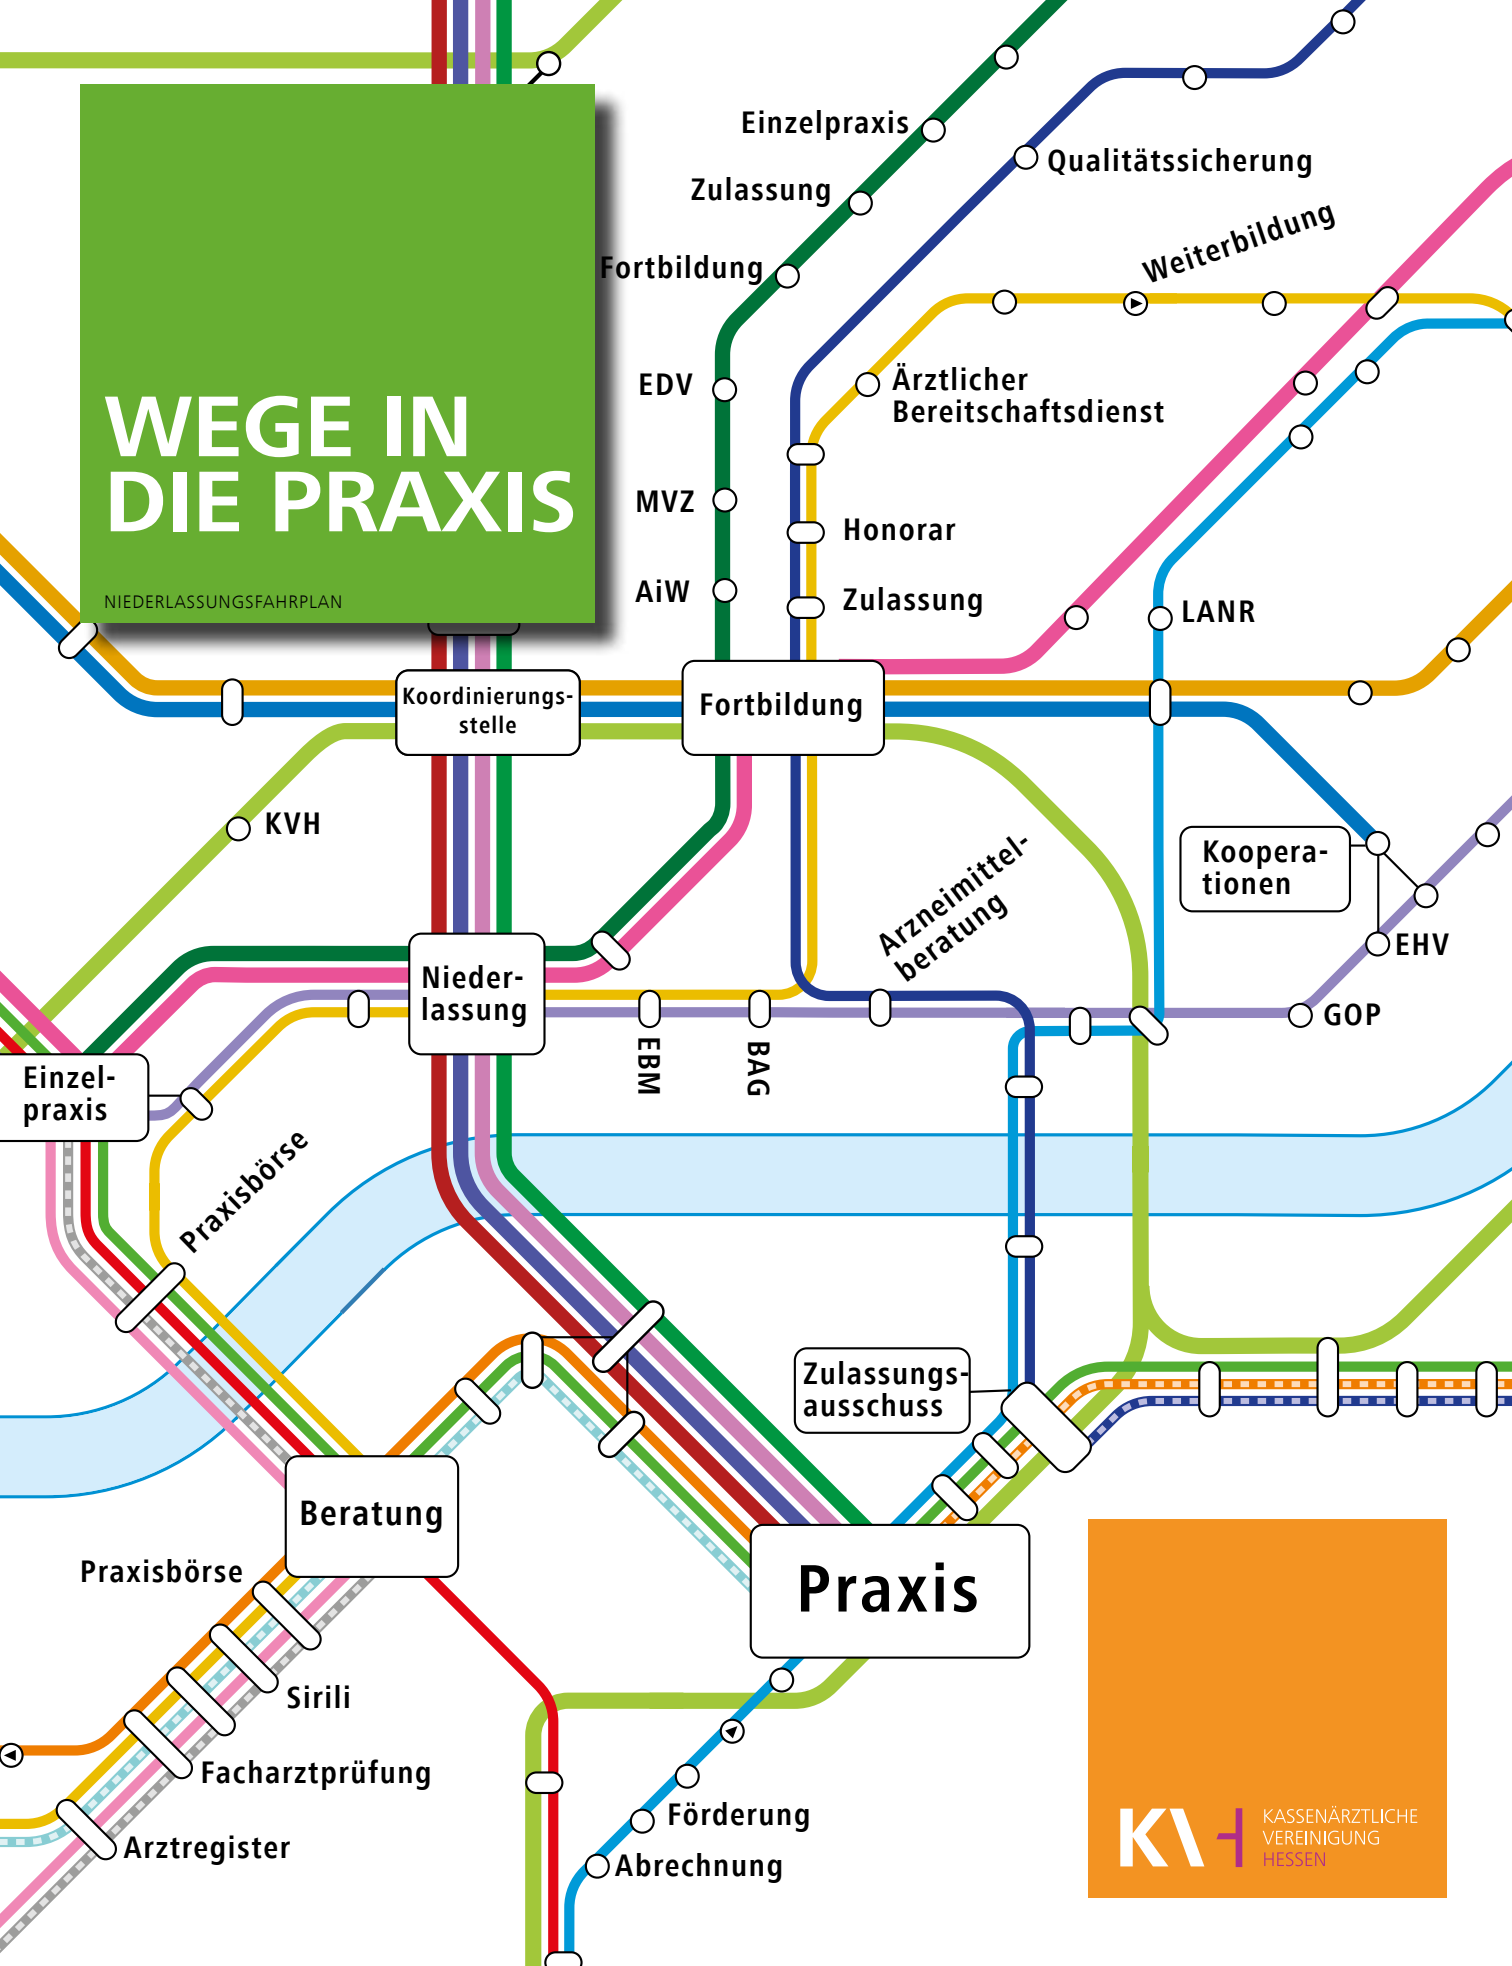 Einzelpraxis
Qualitätssicherung
Zulassung
Weiterbildung
Fortbildung
EDV
Ärztlicher
Bereitschaftsdienst
WEGE IN
DIE PRAXIS
MVZ
Honorar
AiW
Zulassung
NIEDERLASSUNGSFAHRPLAN
LANR
Koordinierungs-
stelle
Fortbildung
KVH
Arzneimittel-
beratung
Koopera-
tionen
EHV
Nieder-
lassung
GOP
EBM
BAG
Einzel-
praxis
Praxisbörse
Zulassungs-
ausschuss
Beratung
Praxis
Praxisbörse
Sirili
Facharztprüfung
Arztregister
Förderung
Abrechnung
KVH
KASSENÄRZTLICHE
VEREINIGUNG
HESSEN